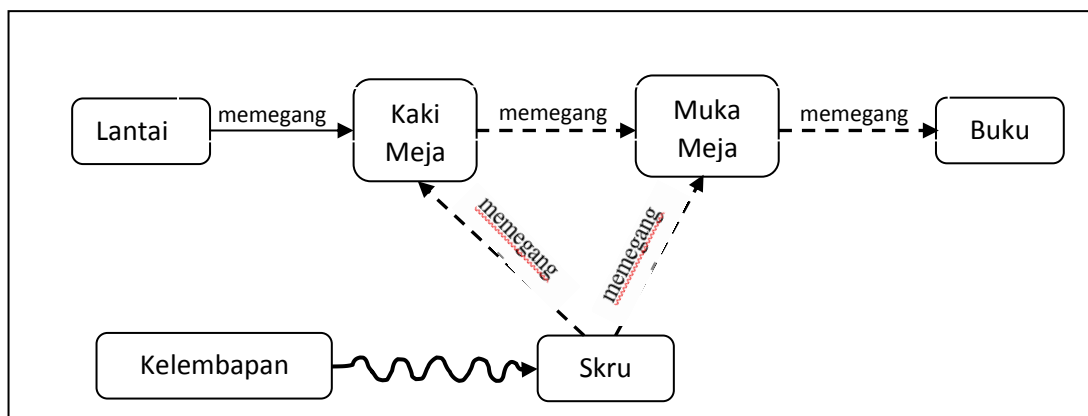 Lantai
memegang
Kaki
Meja
memegang
Muka
Meja
memegang
Buku
memegang
memegang
Kelembapan
Skru